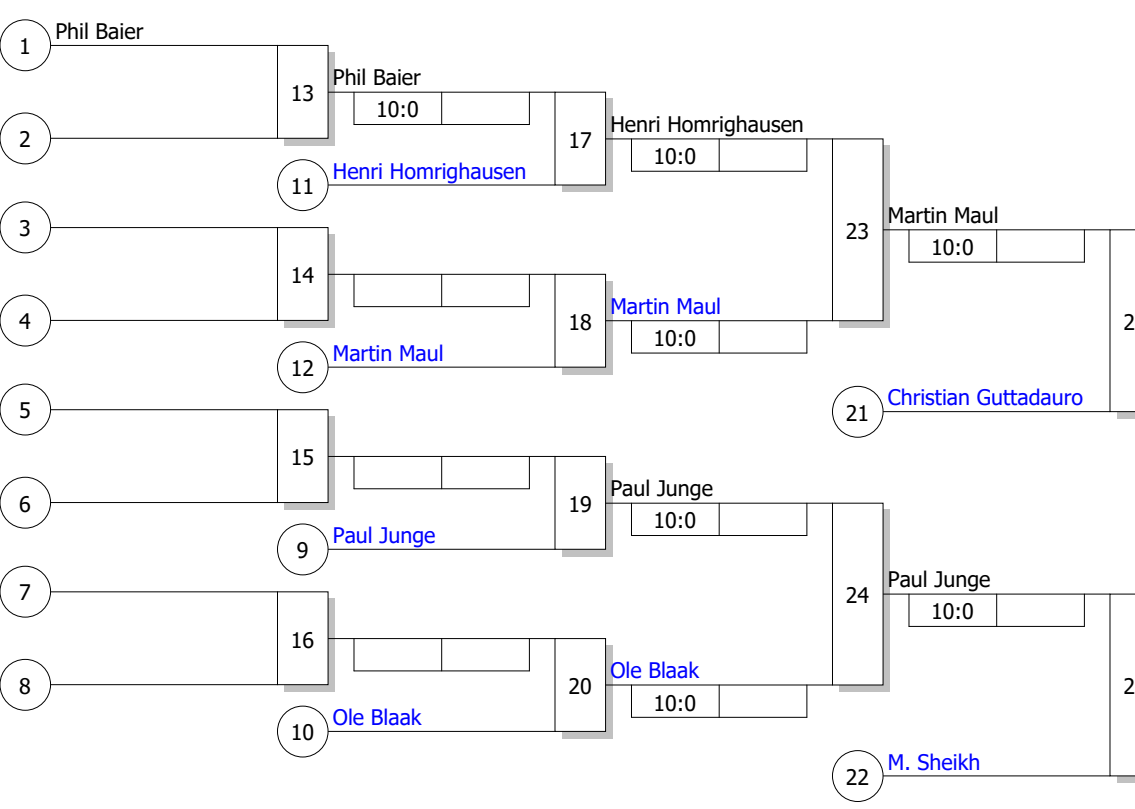 1 Phil Baier
13 Phil Baier
10:0
2
17 Henri Homrighausen
10:0
11 Henri Homrighausen
3
23 Martin Maul
10:0
14
4
18 Martin Maul
10:0
2
12 Martin Maul
5
21 Christian Guttadauro
15
6
19 Paul Junge
10:0
9 Paul Junge
7
24 Paul Junge
10:0
16
8
20 Ole Blaak
10:0
2
10 Ole Blaak
22 M. Sheikh